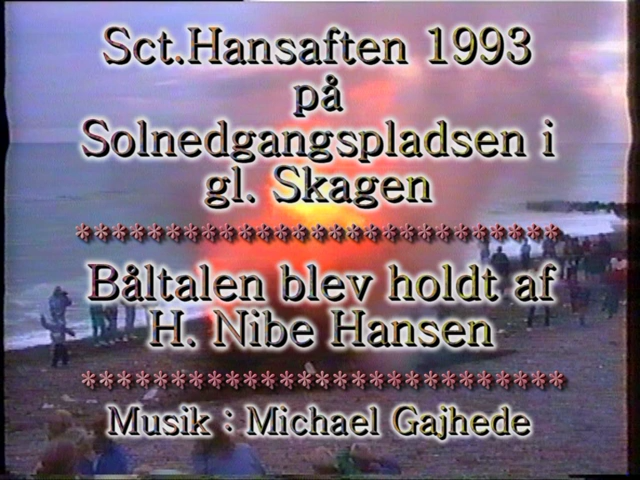 Sct.Hansaften 1993
på
Solnedgangspladsen i
gl. Skagen
***************************
Båltalen blev holdt af
H. Nibe Hansen
***************************
Musik : Michael Gajhede